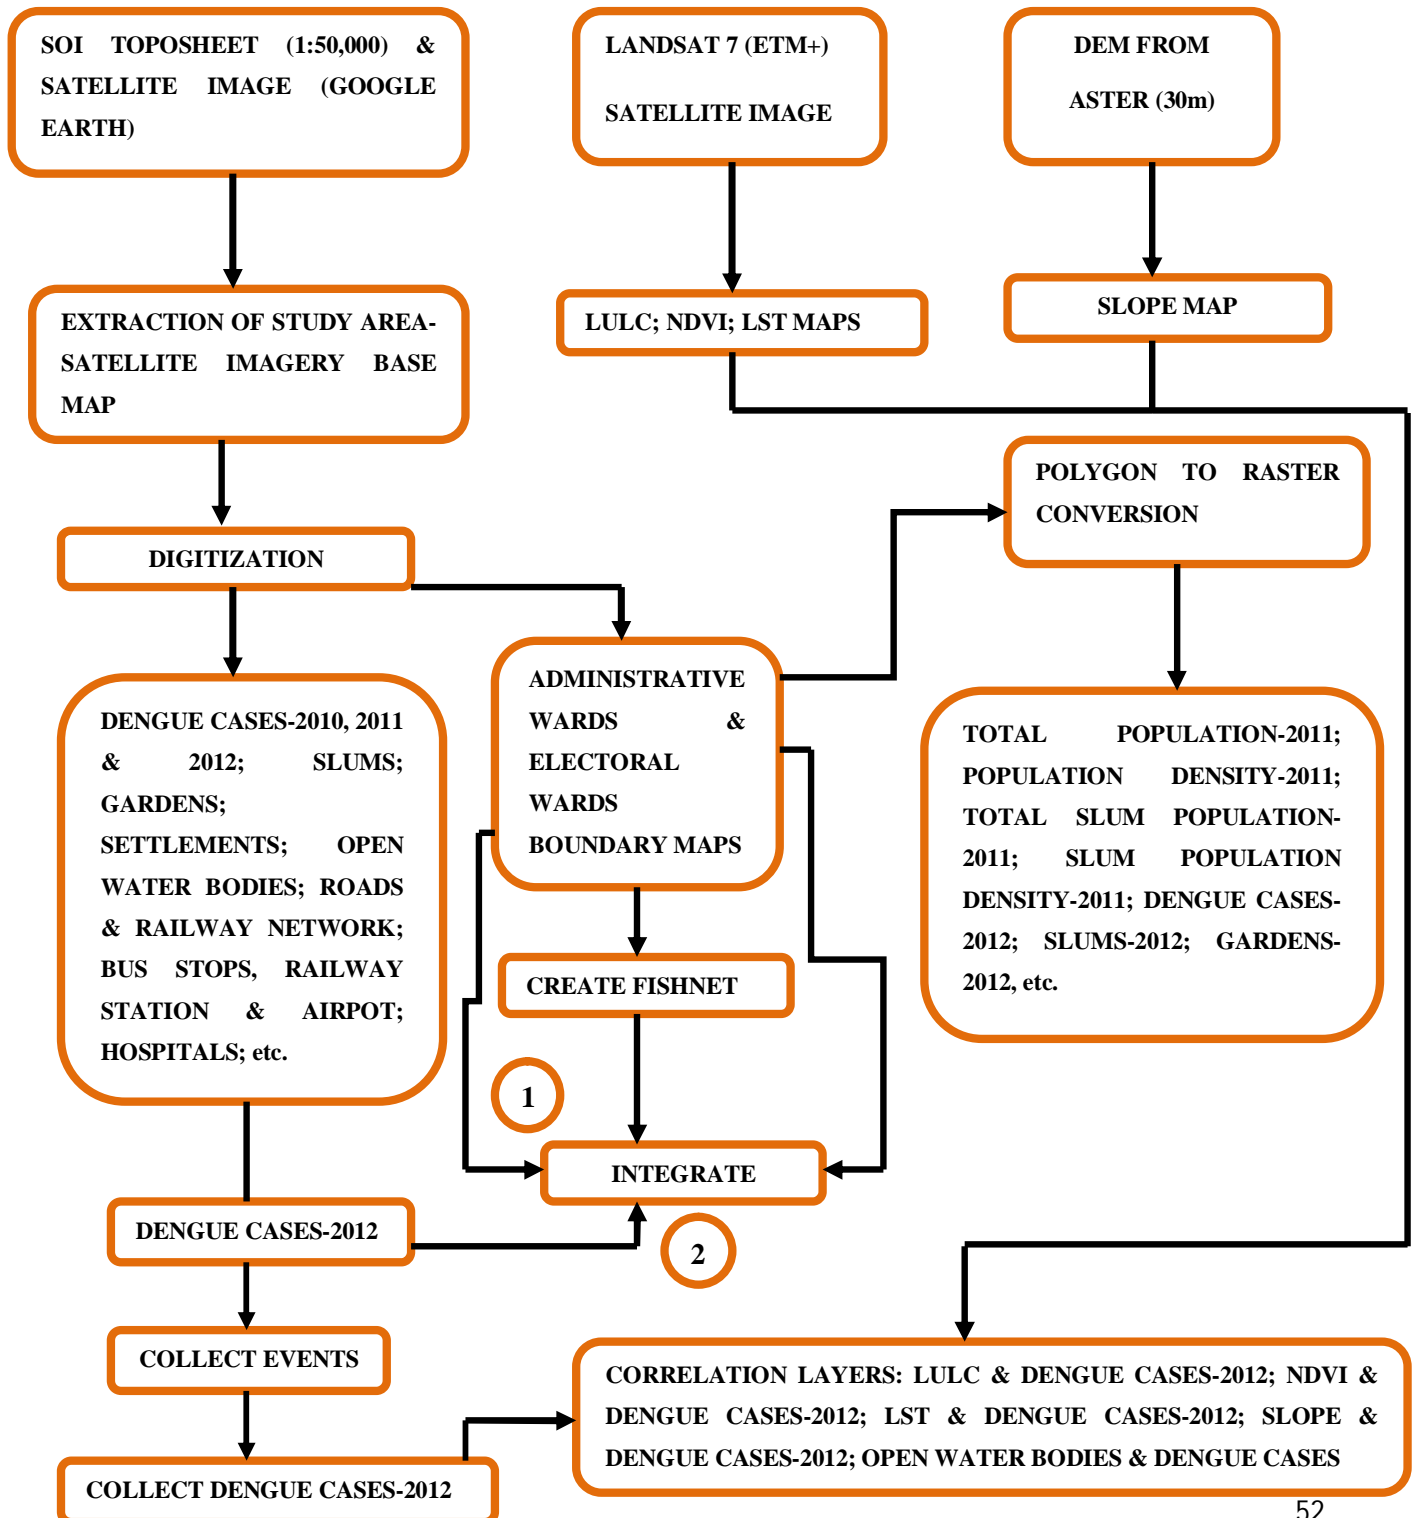 SOI TOPOSHEET (1:50,000) &
SATELLITE IMAGE (GOOGLE
EARTH)
LANDSAT 7 (ETM+)
SATELLITE IMAGE
DEM FROM
ASTER (30m)
EXTRACTION OF STUDY AREA-
SATELLITE IMAGERY BASE
MAP
LULC; NDVI; LST MAPS
SLOPE MAP
POLYGON TO RASTER
CONVERSION
DIGITIZATION
ADMINISTRATIVE
WARDS &
ELECTORAL
WARDS
BOUNDARY MAPS
DENGUE CASES-2010, 2011
& 2012; SLUMS;
GARDENS;
SETTLEMENTS; OPEN
WATER BODIES; ROADS
& RAILWAY NETWORK;
BUS STOPS, RAILWAY
STATION & AIRPOT;
HOSPITALS; etc.
TOTAL POPULATION-2011;
POPULATION DENSITY-2011;
TOTAL SLUM POPULATION-
2011; SLUM POPULATION
DENSITY-2011; DENGUE CASES-
2012; SLUMS-2012; GARDENS-
2012, etc.
CREATE FISHNET
1
INTEGRATE
DENGUE CASES-2012
2
COLLECT EVENTS
CORRELATION LAYERS: LULC & DENGUE CASES-2012; NDVI &
DENGUE CASES-2012; LST & DENGUE CASES-2012; SLOPE &
DENGUE CASES-2012; OPEN WATER BODIES & DENGUE CASES
COLLECT DENGUE CASES-2012
52